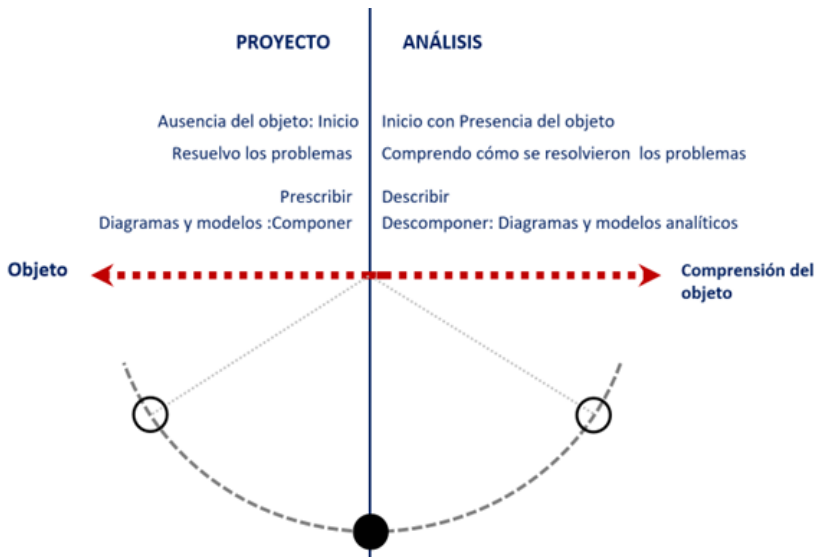 PROYECTO
ANÁLISIS
Ausencia del objeto: Inicio
Inicio con Presencia del objeto
Resuelvo los problemas
Comprendo cómo se resolvieron los problemas
Prescribir
Describir
Diagramas y modelos :Componer
Descomponer: Diagramas y modelos analíticos
Objeto
Comprensión del
objeto